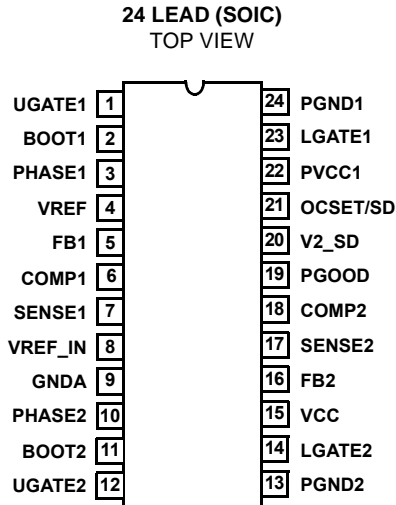 24 LEAD (SOIC)
TOP VIEW
UGATE1 1 24 PGND1
BOOT1 2 23 LGATE1
PHASE1 3 22 PVCC1
VREF 4 21 OCSET/SD
FB1 5 20 V2_SD
COMP1 6 19 PGOOD
SENSE1 7 18 COMP2
VREF_IN 8 17 SENSE2
GNDA 9 16 FB2
PHASE2 10 15 VCC
BOOT2 11 14 LGATE2
UGATE2 12 13 PGND2